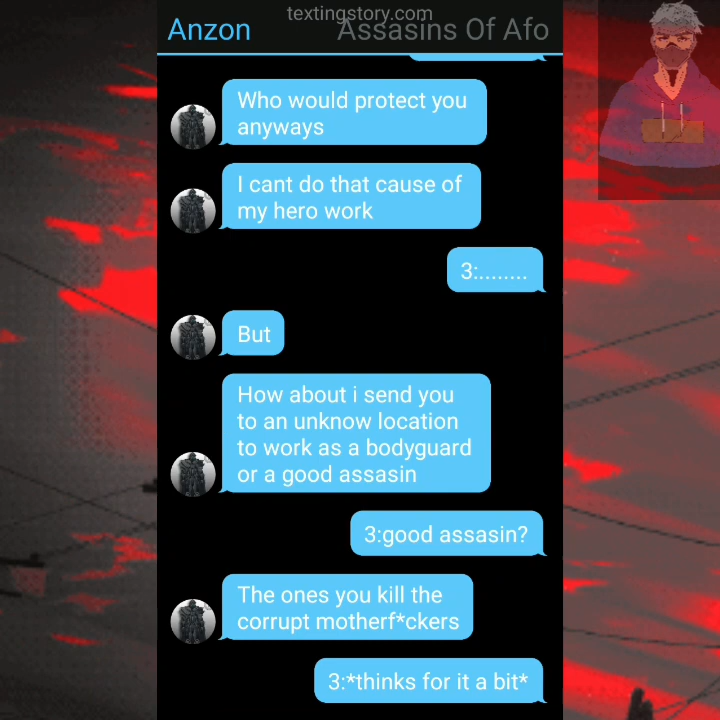 textingstory.com
Anzon
Assasins Of Afo
Who would protect you
anyways
I cant do that cause of
my hero work
3:........
But
How about i send you
to an unknow location
to work as a bodyguard
or a good assasin
3:good assasin?
The ones you kill the
corrupt motherf*ckers
3:*thinks for it a bit*